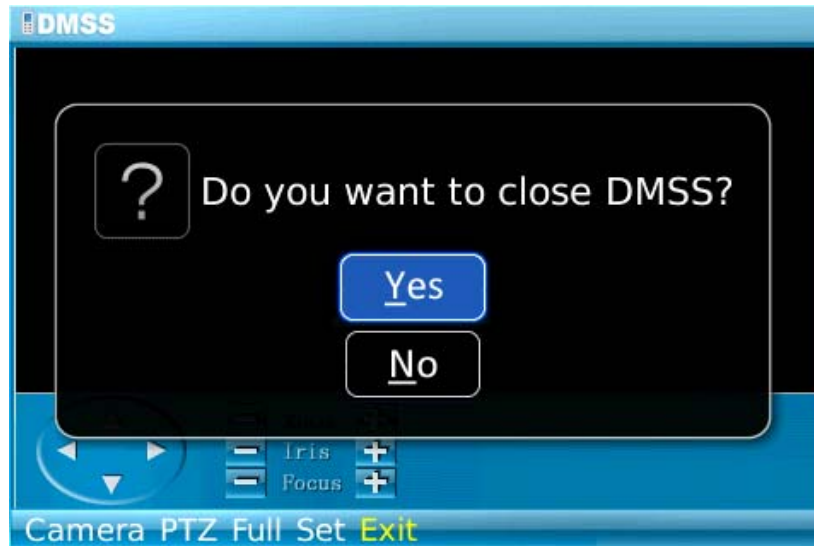 DMSS
?
Do you want to close DMSS?
Yes
No
Iris
Focus
Camera PTZ Full Set Exit